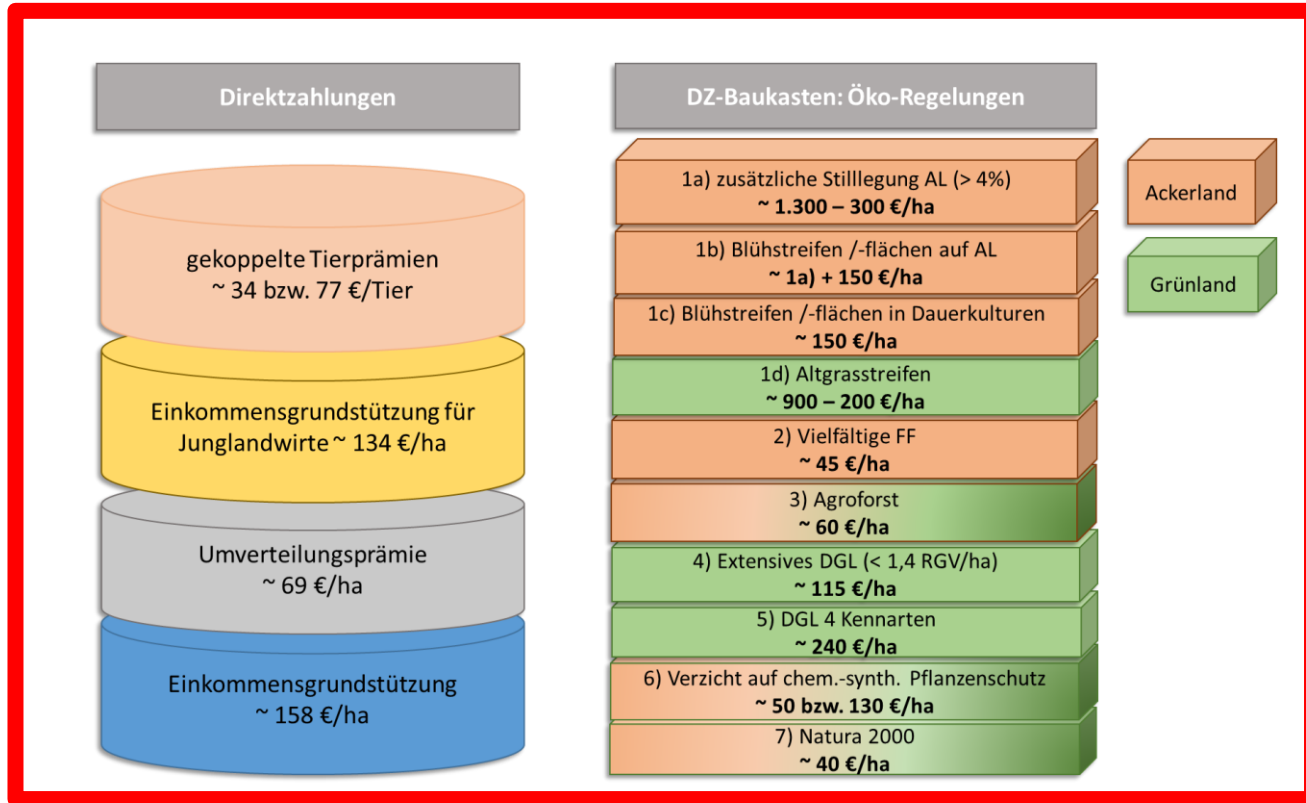 Direktzahlungen
gekoppelte Tierprämien
~ 34 bzw. 77 €/Tier
Einkommensgrundstützung für
Junglandwirte ~ 134 €/ha
Umverteilungsprämie
~ 69 €/ha
Einkommensgrundstützung
~ 158 €/ha
DZ-Baukasten: Öko-Regelungen
1a) zusätzliche Stilllegung AL (> 4%)
~ 1.300 – 300 €/ha
1b) Blühstreifen /-flächen auf AL
~ 1a) + 150 €/ha
1c) Blühstreifen /-flächen in Dauerkulturen
~ 150 €/ha
1d) Altgrasstreifen
~ 900 – 200 €/ha
2) Vielfältige FF
~ 45 €/ha
3) Agroforst
~ 60 €/ha
4) Extensives DGL (< 1,4 RGV/ha)
~ 115 €/ha
5) DGL 4 Kennarten
~ 240 €/ha
6) Verzicht auf chem.-synth. Pflanzenschutz
~ 50 bzw. 130 €/ha
7) Natura 2000
~ 40 €/ha
Ackerland
Grünland